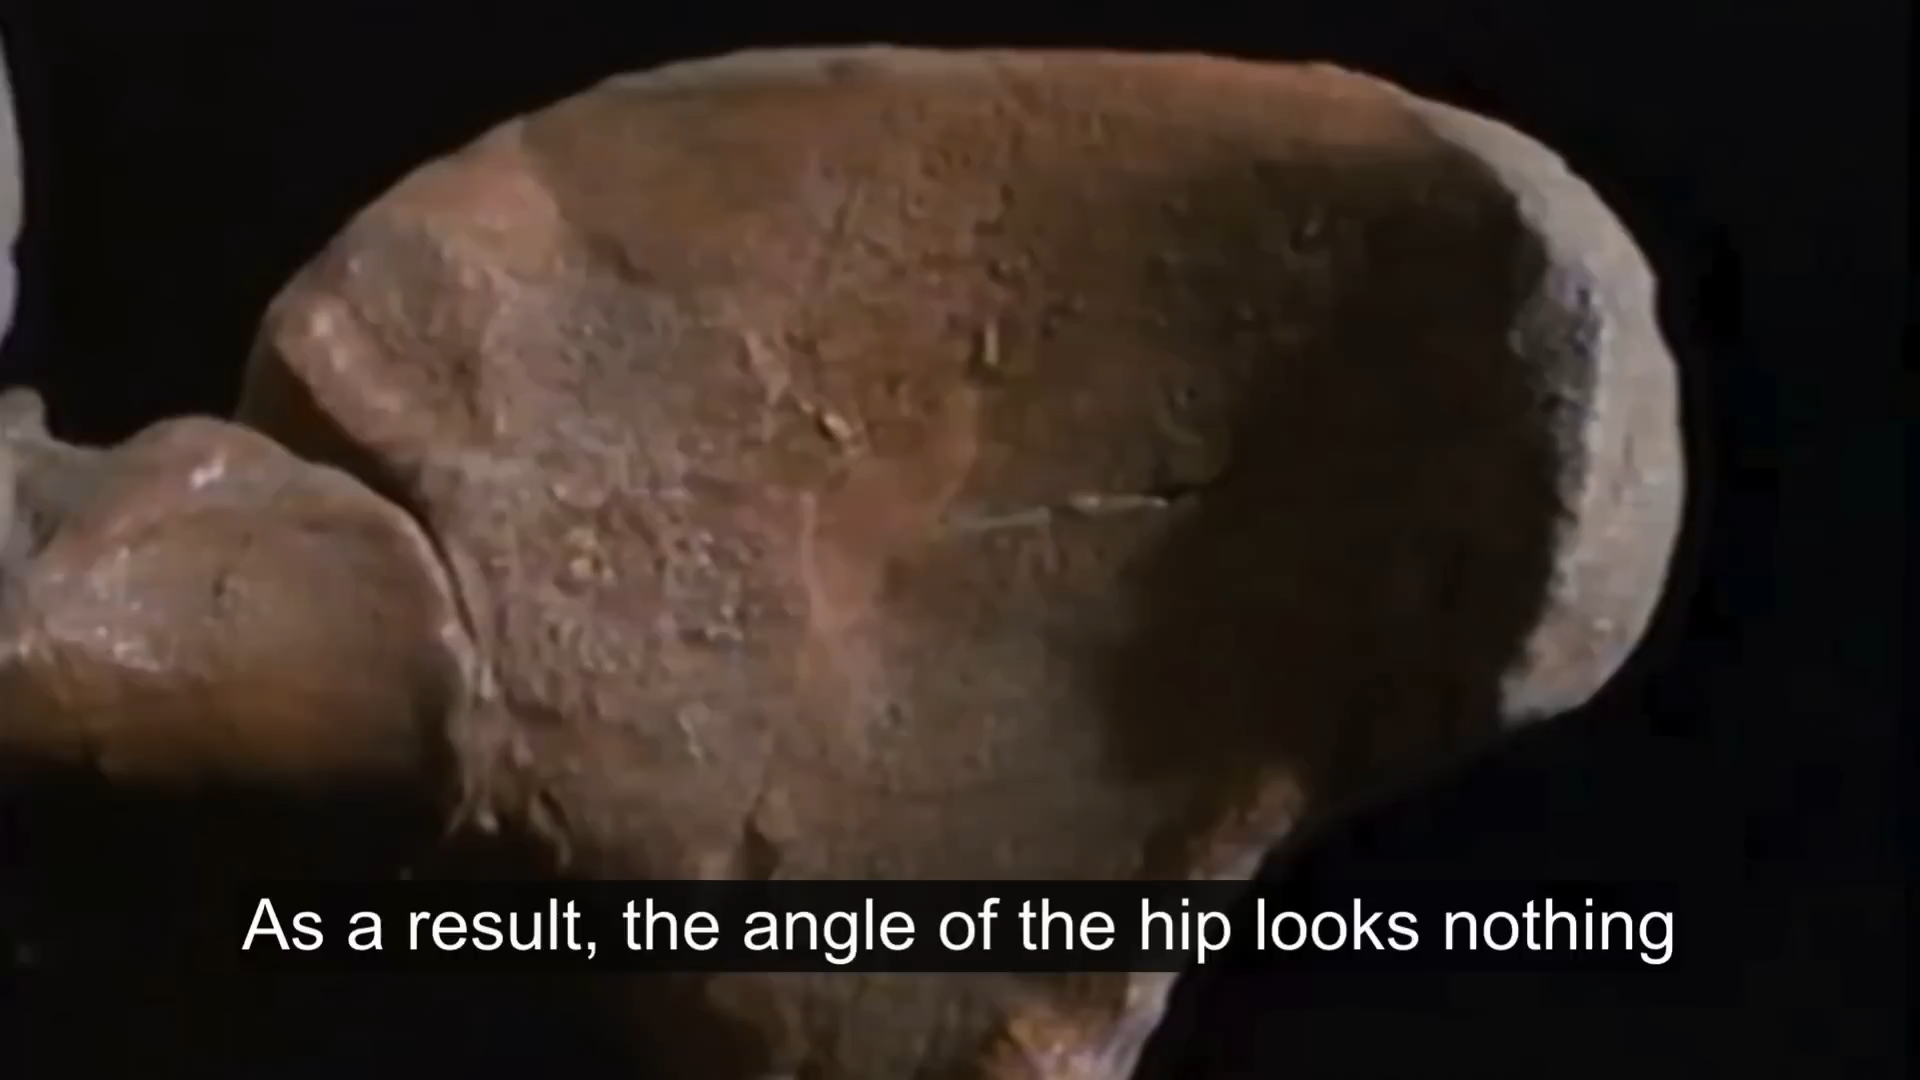 As a result, the angle of the hip looks nothing